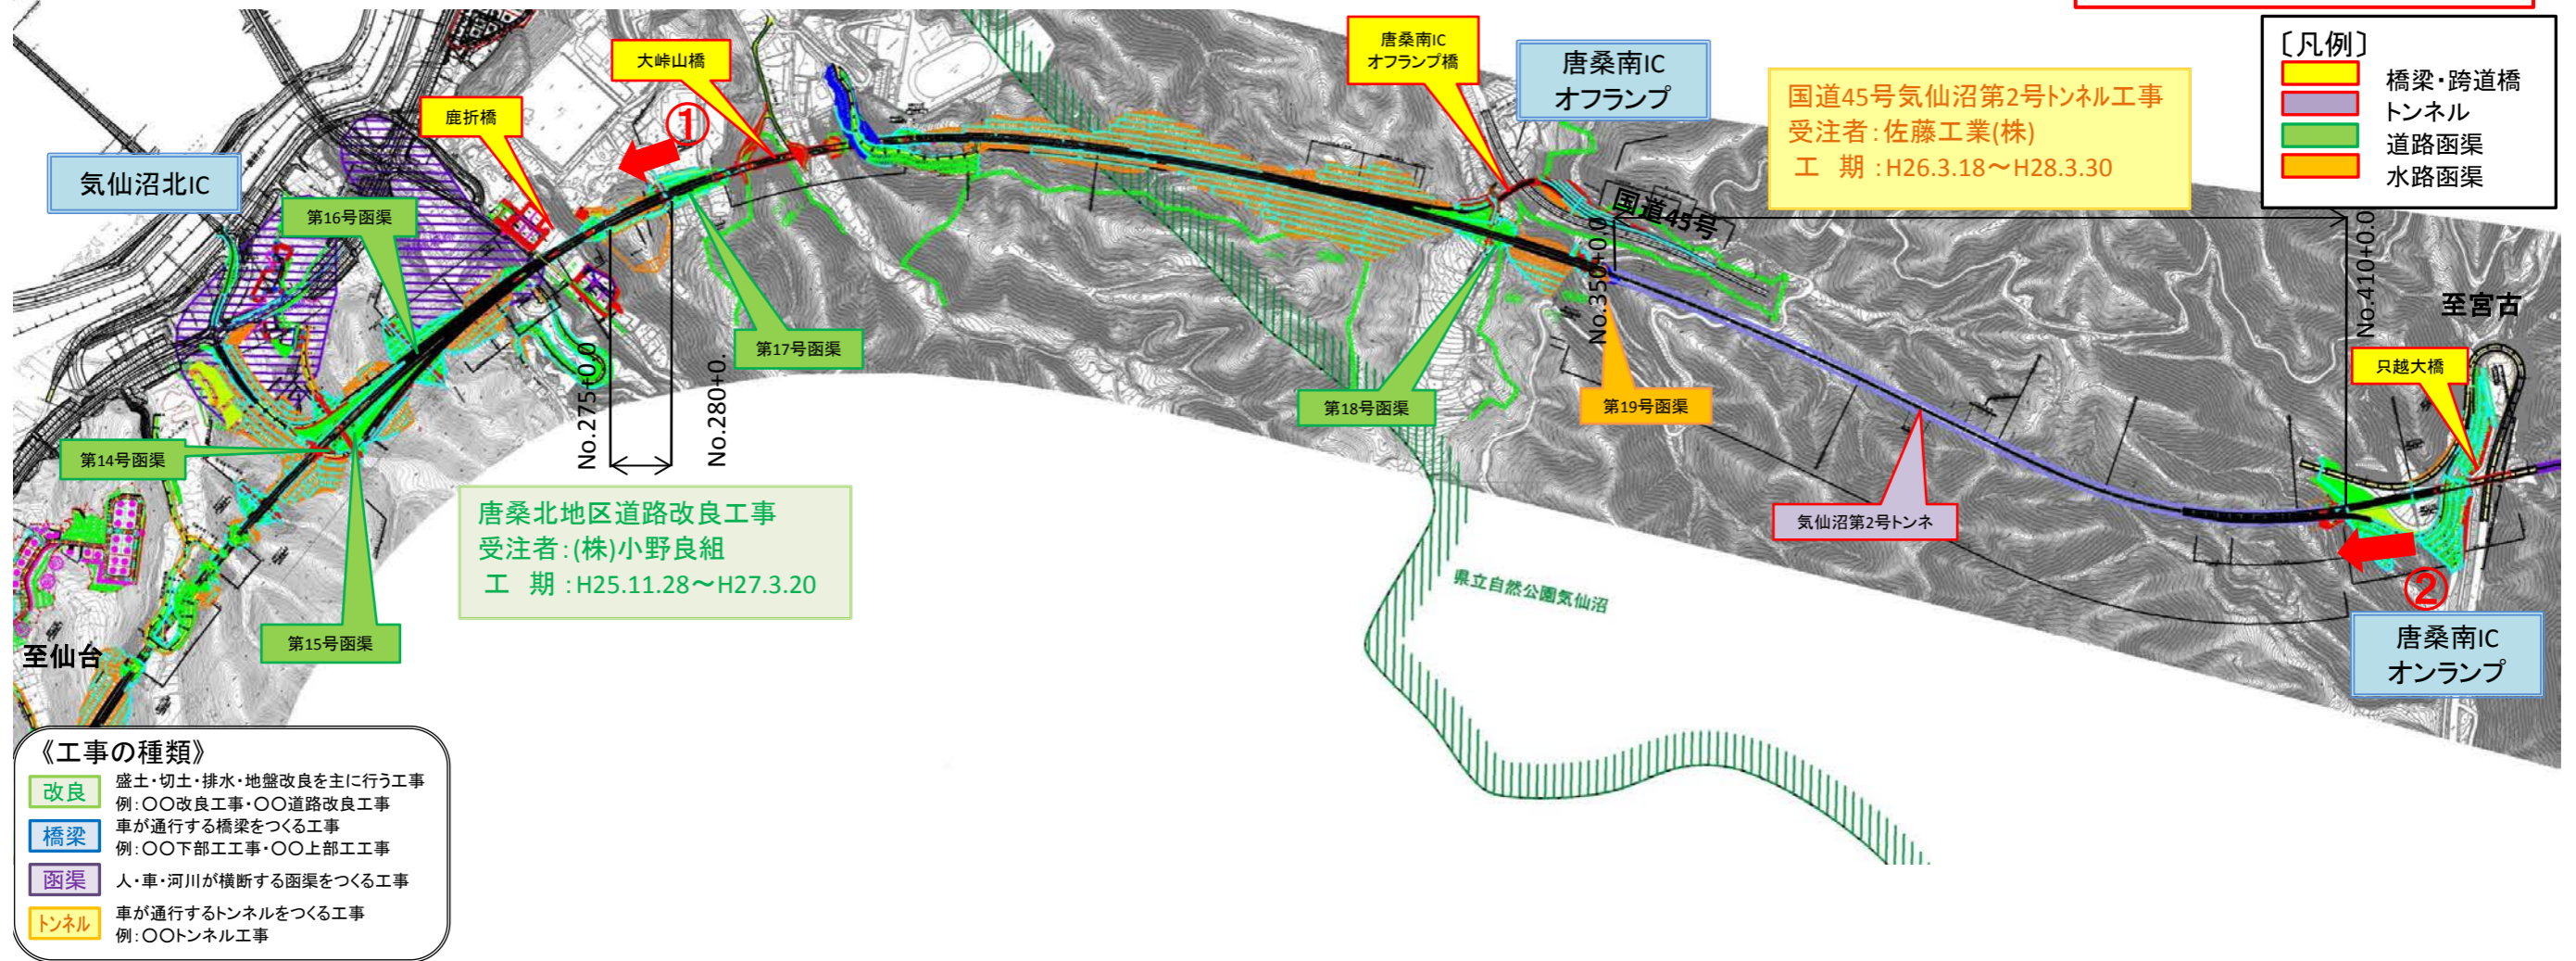 〔凡例〕
橋梁・跨道橋
トンネル
道路函渠
水路函渠
気仙沼北IC
鹿折橋
大峠山橋
①
唐桑南IC
オフランプ橋
唐桑南IC
オフランプ
国道45号気仙沼第2号トンネル工事
受注者：佐藤工業(株)
工　期：H26.3.18～H28.3.30
国道45号
第16号函渠
第17号函渠
第18号函渠
第19号函渠
第14号函渠
第15号函渠
No.275+0.0
No.280+0.
No.350+0.0
No.410+0.0
至宮古
只越大橋
気仙沼第2号トンネ
②
唐桑南IC
オンランプ
唐桑北地区道路改良工事
受注者：(株)小野良組
工　期：H25.11.28～H27.3.20
県立自然公園気仙沼
至仙台
《工事の種類》
改良　盛土・切土・排水・地盤改良を主に行う工事
例：〇〇改良工事・〇〇道路改良工事
橋梁　車が通行する橋梁をつくる工事
例：〇〇下部工工事・〇〇上部工工事
函渠　人・車・河川が横断する函渠をつくる工事
トンネル　車が通行するトンネルをつくる工事
例：〇〇トンネル工事